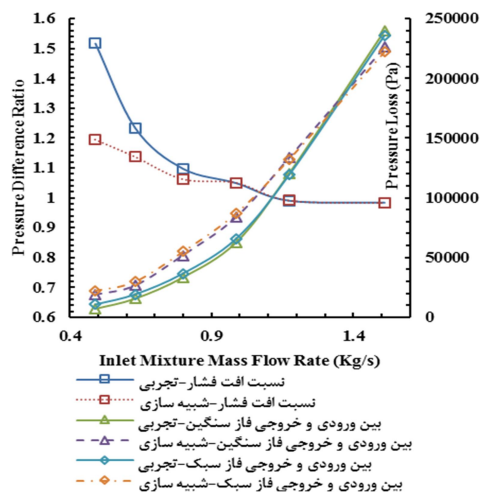 1.6
1.5
1.4
1.3
1.2
1.1
1
0.9
0.8
0.7
0.6
Pressure Difference Ratio
250000
200000
150000
100000
50000
0
Pressure Loss (Pa)
0.4 0.9 1.4
Inlet Mixture Mass Flow Rate (Kg/s)
نسبت افت فشار-تجربی
نسبت افت فشار-شبیه سازی
بین ورودی و خروجی فاز سنگین-تجربی
بین ورودی و خروجی فاز سنگین-شبیه سازی
بین ورودی و خروجی فاز سبک-تجربی
بین ورودی و خروجی فاز سبک-شبیه سازی